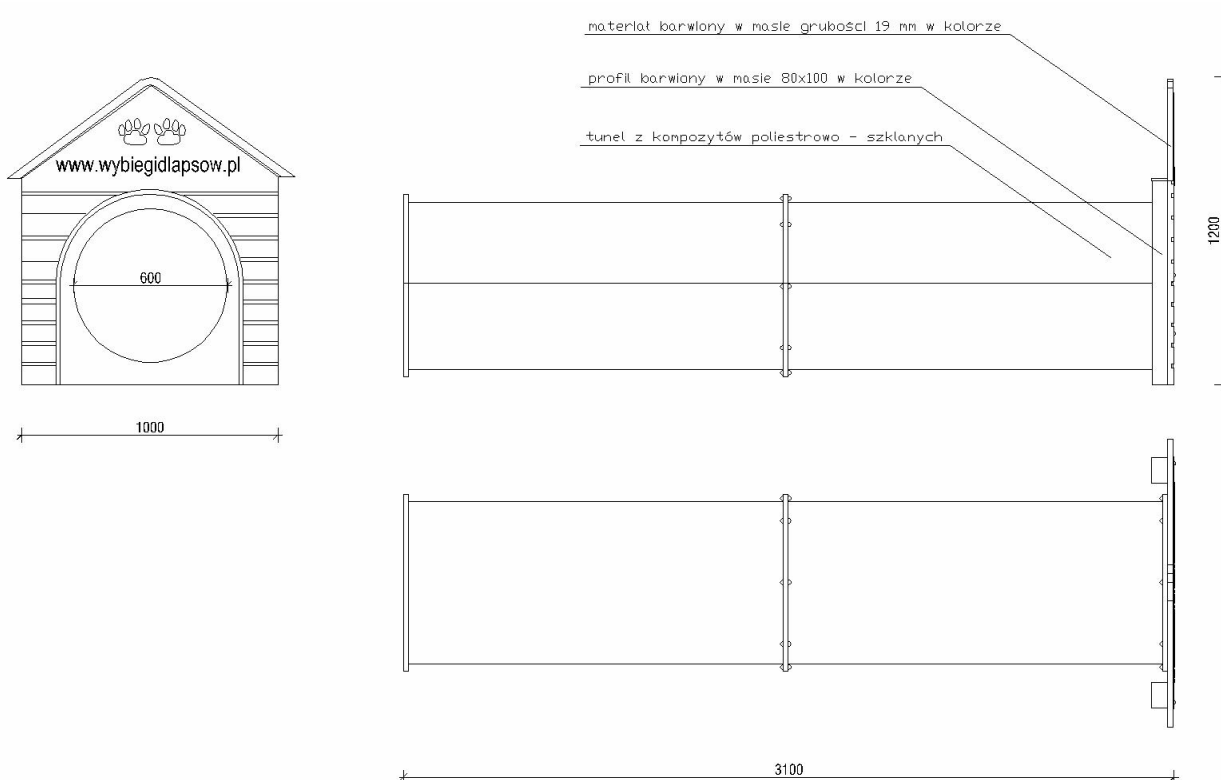 materiał barwiony w masie grubości 19 mm w kolorze
profil barwiony w masie 80x100 w kolorze
tunel z kompozytów poliestrowo - szklanych
www.wybiegidlapsow.pl
600
1000
1200
3100